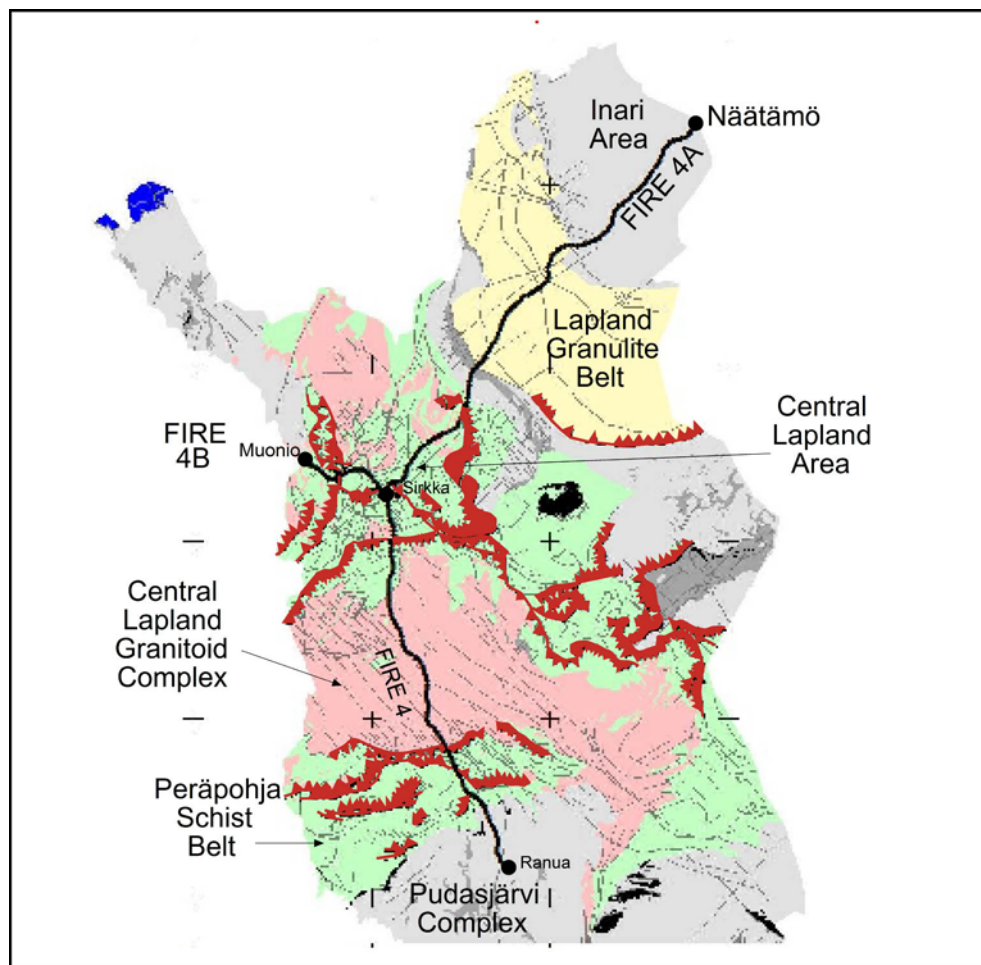 Inari
Area
Näätämö
FIRE 4A
Lapland
Granulite
Belt
Central
Lapland
Area
FIRE
4B
Muonio
Sirkka
Central
Lapland
Granitoid
Complex
FIRE 4
Peräpohja
Schist
Belt
Ranua
Pudasjärvi
Complex